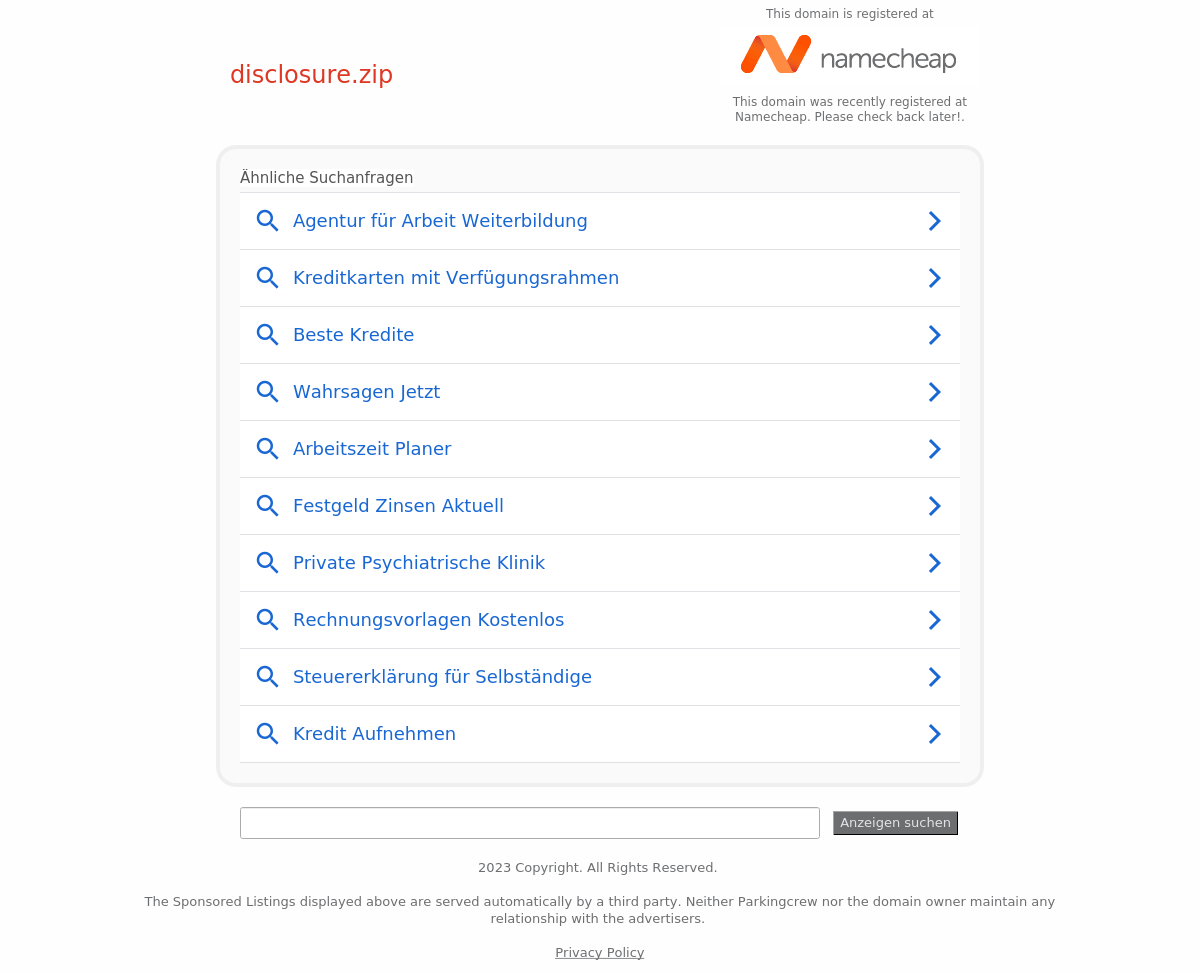 This domain is registered at
namecheap
disclosure.zip
This domain was recently registered at
Namecheap. Please check back later!.
Ähnliche Suchanfragen
Agentur für Arbeit Weiterbildung
Kreditkarten mit Verfügungsrahmen
Beste Kredite
Wahrsagen Jetzt
Arbeitszeit Planer
Festgeld Zinsen Aktuell
Private Psychiatrische Klinik
Rechnungsvorlagen Kostenlos
Steuererklärung für Selbständige
Kredit Aufnehmen
Anzeigen suchen
2023 Copyright. All Rights Reserved.
The Sponsored Listings displayed above are served automatically by a third party. Neither Parkingcrew nor the domain owner maintain any
relationship with the advertisers.
Privacy Policy